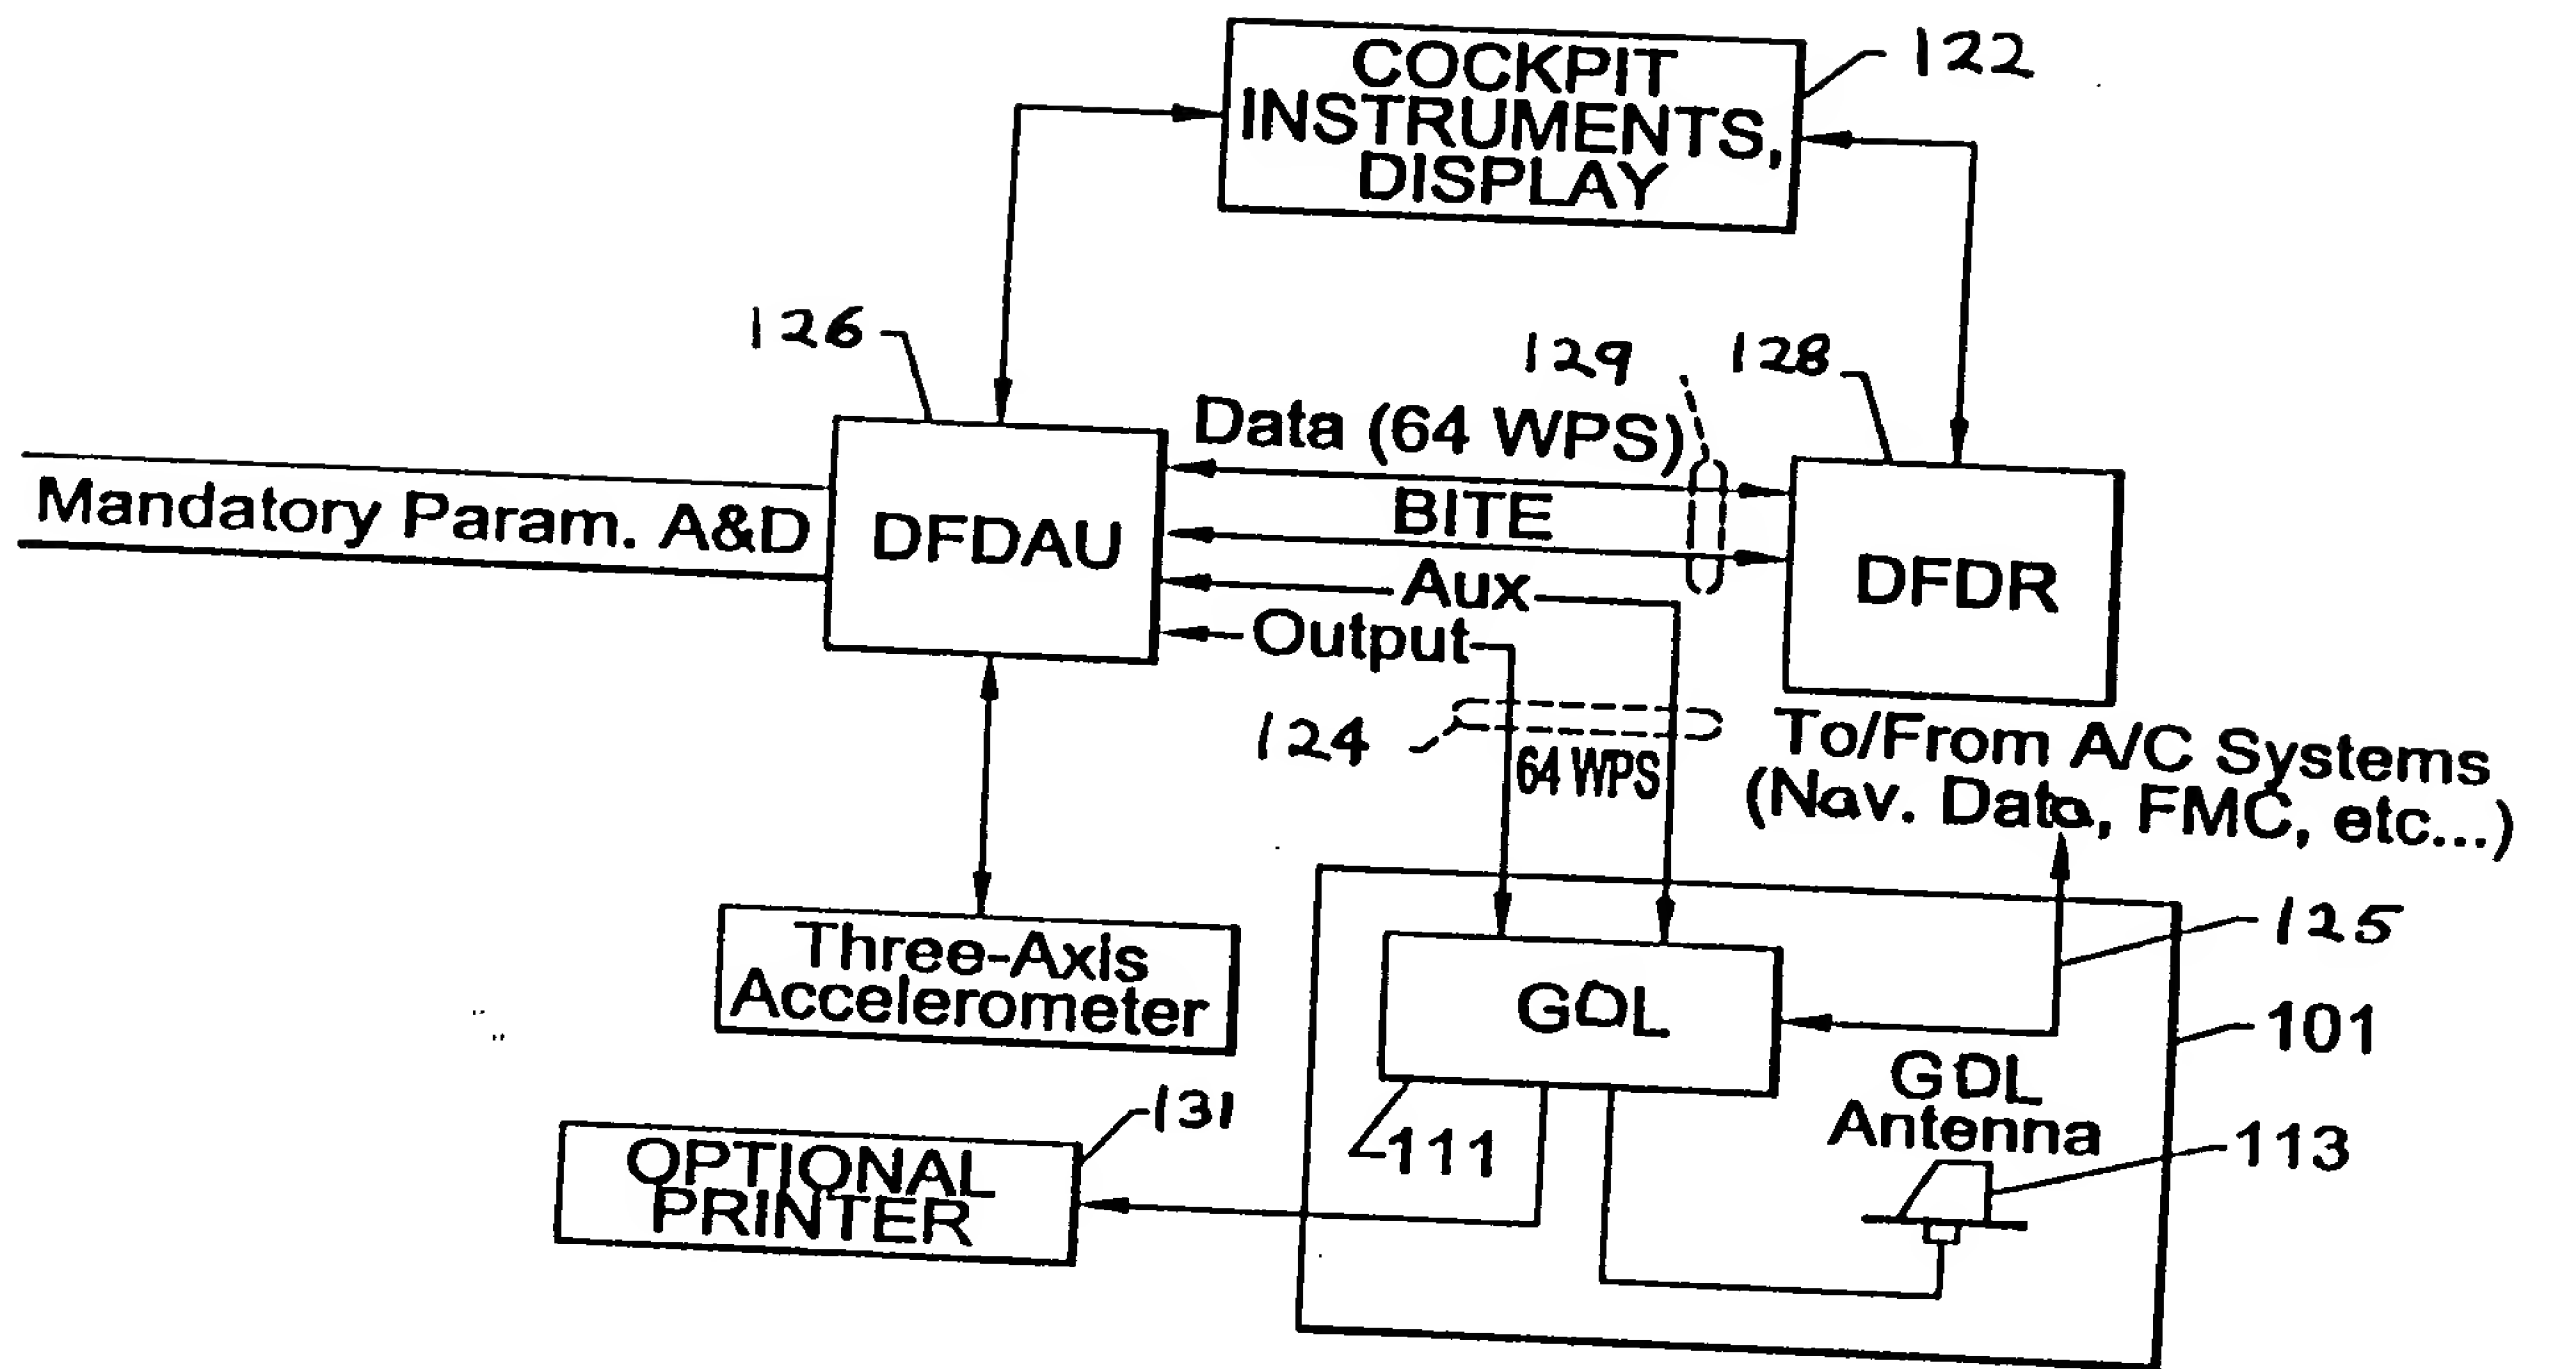 COCKPIT
INSTRUMENTS,
DISPLAY
122
126
129
128
Data (64 WPS)
Mandatory Param. A&D
DFDAU
BITE
Aux
Output
DFDR
124
64 WPS
To/From A/C Systems
(Nav. Data, FMC, etc...)
Three-Axis
Accelerometer
GDL
125
101
GDL
Antenna
111
113
131
OPTIONAL
PRINTER